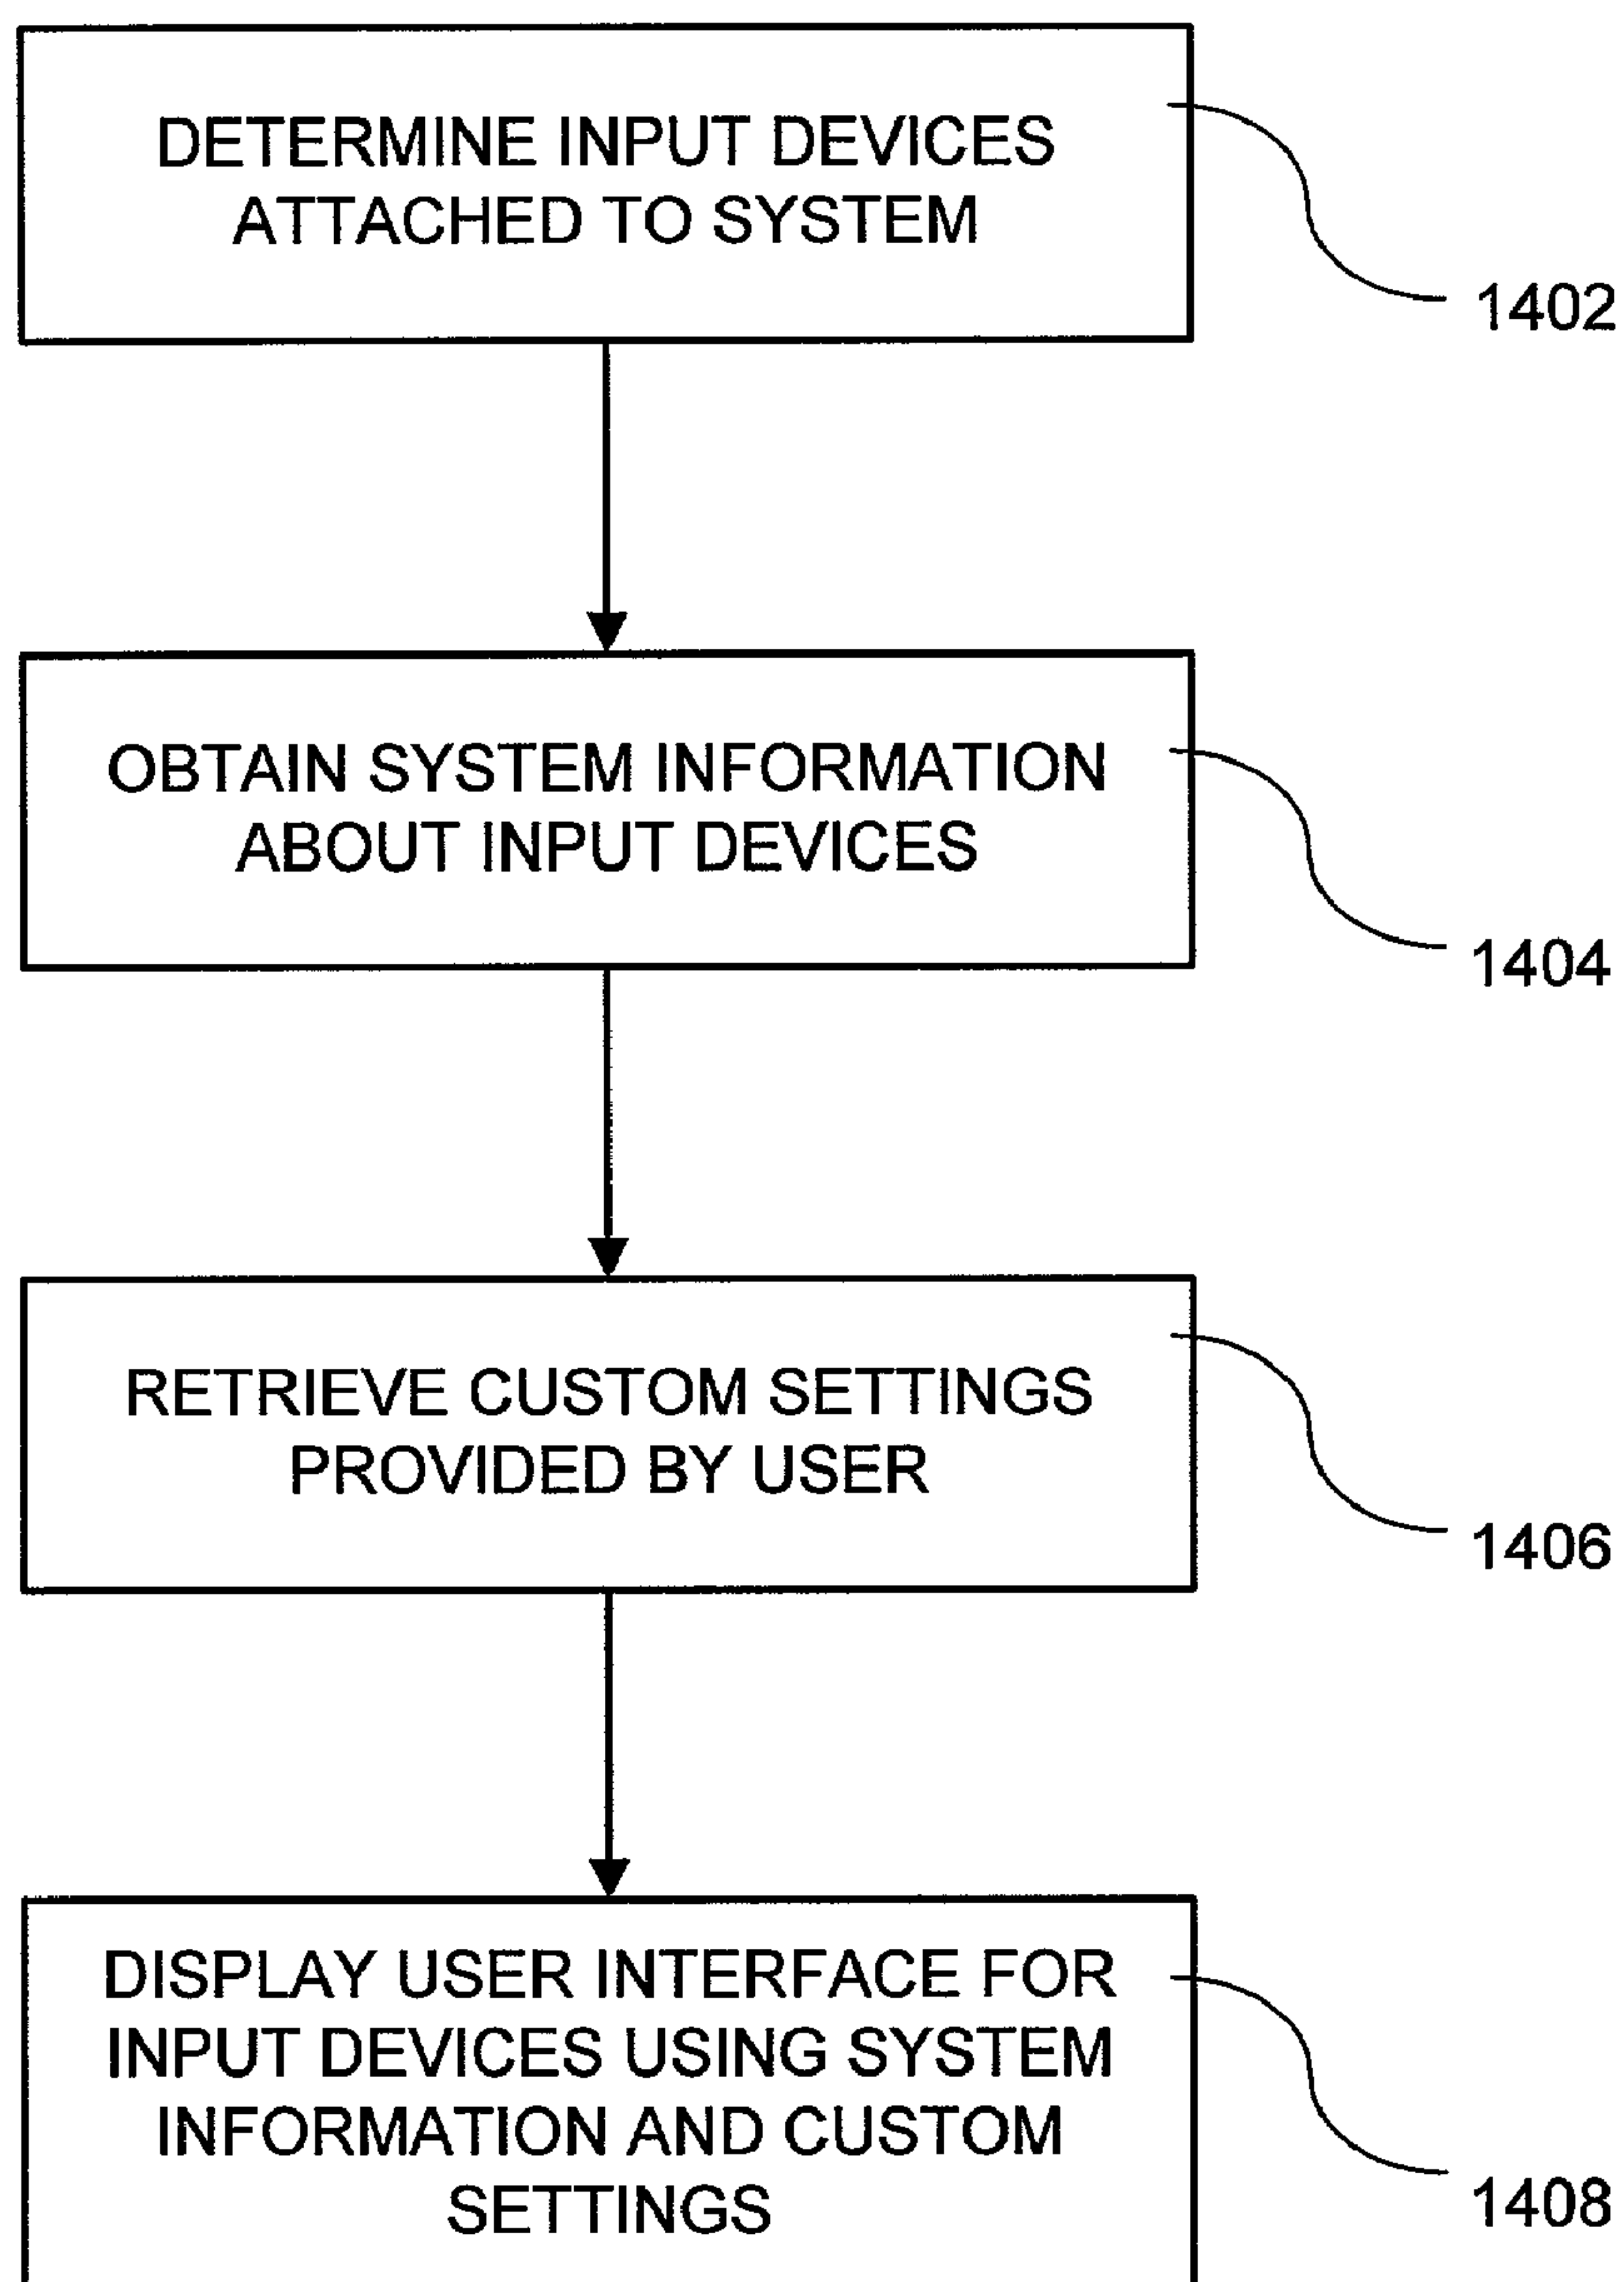 DETERMINE INPUT DEVICES
ATTACHED TO SYSTEM
1402
OBTAIN SYSTEM INFORMATION
ABOUT INPUT DEVICES
1404
RETRIEVE CUSTOM SETTINGS
PROVIDED BY USER
1406
DISPLAY USER INTERFACE FOR
INPUT DEVICES USING SYSTEM
INFORMATION AND CUSTOM
SETTINGS
1408